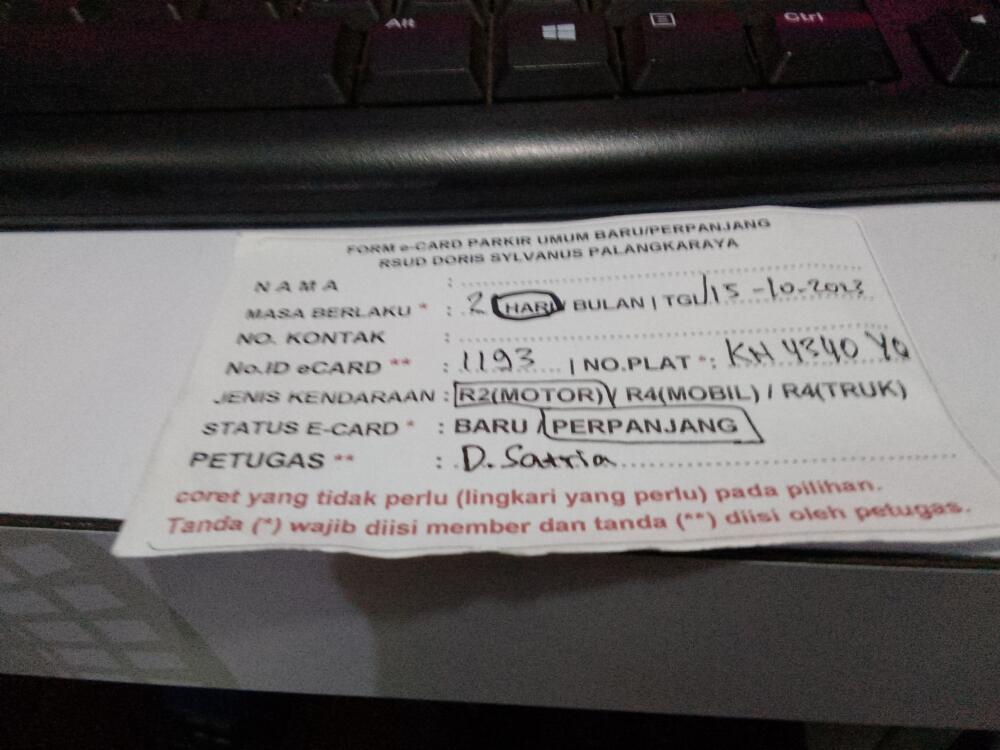 Alt
Ctrl
FORM e-CARD PARKIR UMUM BARU/PERPANJANG
RSUD DORIS SYLVANUS PALANGKARAYA
NAMA :
MASA BERLAKU * : 2 HARI / BULAN | TGL 15-10-2023
NO. KONTAK :
No.ID eCARD ** : 1193 | NO.PLAT *: KH 4340 YQ
JENIS KENDARAAN : R2(MOTOR) / R4(MOBIL) / R4(TRUK)
STATUS E-CARD * : BARU / PERPANJANG
PETUGAS ** : D. Satria
coret yang tidak perlu (lingkari yang perlu) pada pilihan.
Tanda (*) wajib diisi member dan tanda (**) diisi oleh petugas.